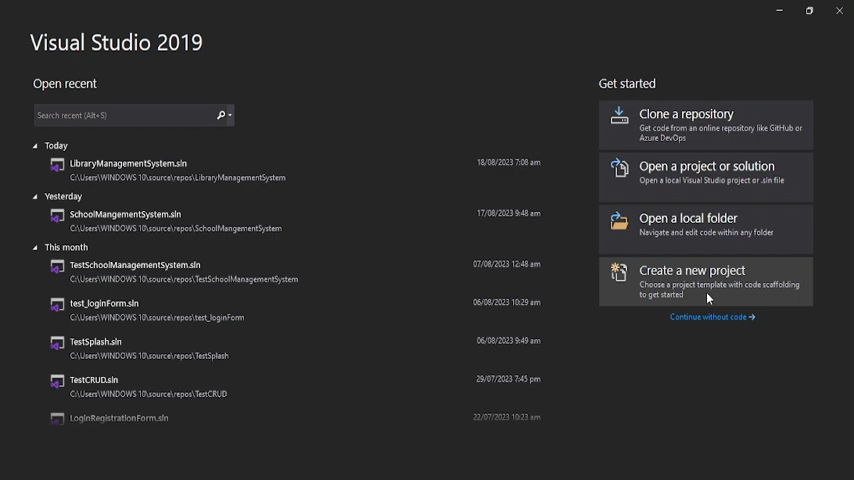 Visual Studio 2019
Open recent
Search recent (Alt+S)
Today
LibraryManagementSystem.sln
18/08/2023 7:08 am
C:\Users\WINDOWS 10\source\repos\LibraryManagementSystem
Yesterday
SchoolMangementSystem.sln
17/08/2023 9:48 am
C:\Users\WINDOWS 10\source\repos\SchoolMangementSystem
This month
TestSchoolManagementSystem.sln
07/08/2023 12:48 am
C:\Users\WINDOWS 10\source\repos\TestSchoolManagementSystem
test_loginForm.sln
06/08/2023 10:29 am
C:\Users\WINDOWS 10\source\repos\test_loginForm
TestSplash.sln
06/08/2023 9:49 am
C:\Users\WINDOWS 10\source\repos\TestSplash
TestCRUD.sln
29/07/2023 7:45 pm
C:\Users\WINDOWS 10\source\repos\TestCRUD
LoginRegistrationForm.sln
22/07/2023 10:23 am
Get started
Clone a repository
Get code from an online repository like GitHub or
Azure DevOps
Open a project or solution
Open a local Visual Studio project or .sln file
Open a local folder
Navigate and edit code within any folder
Create a new project
Choose a project template with code scaffolding
to get started
Continue without code →